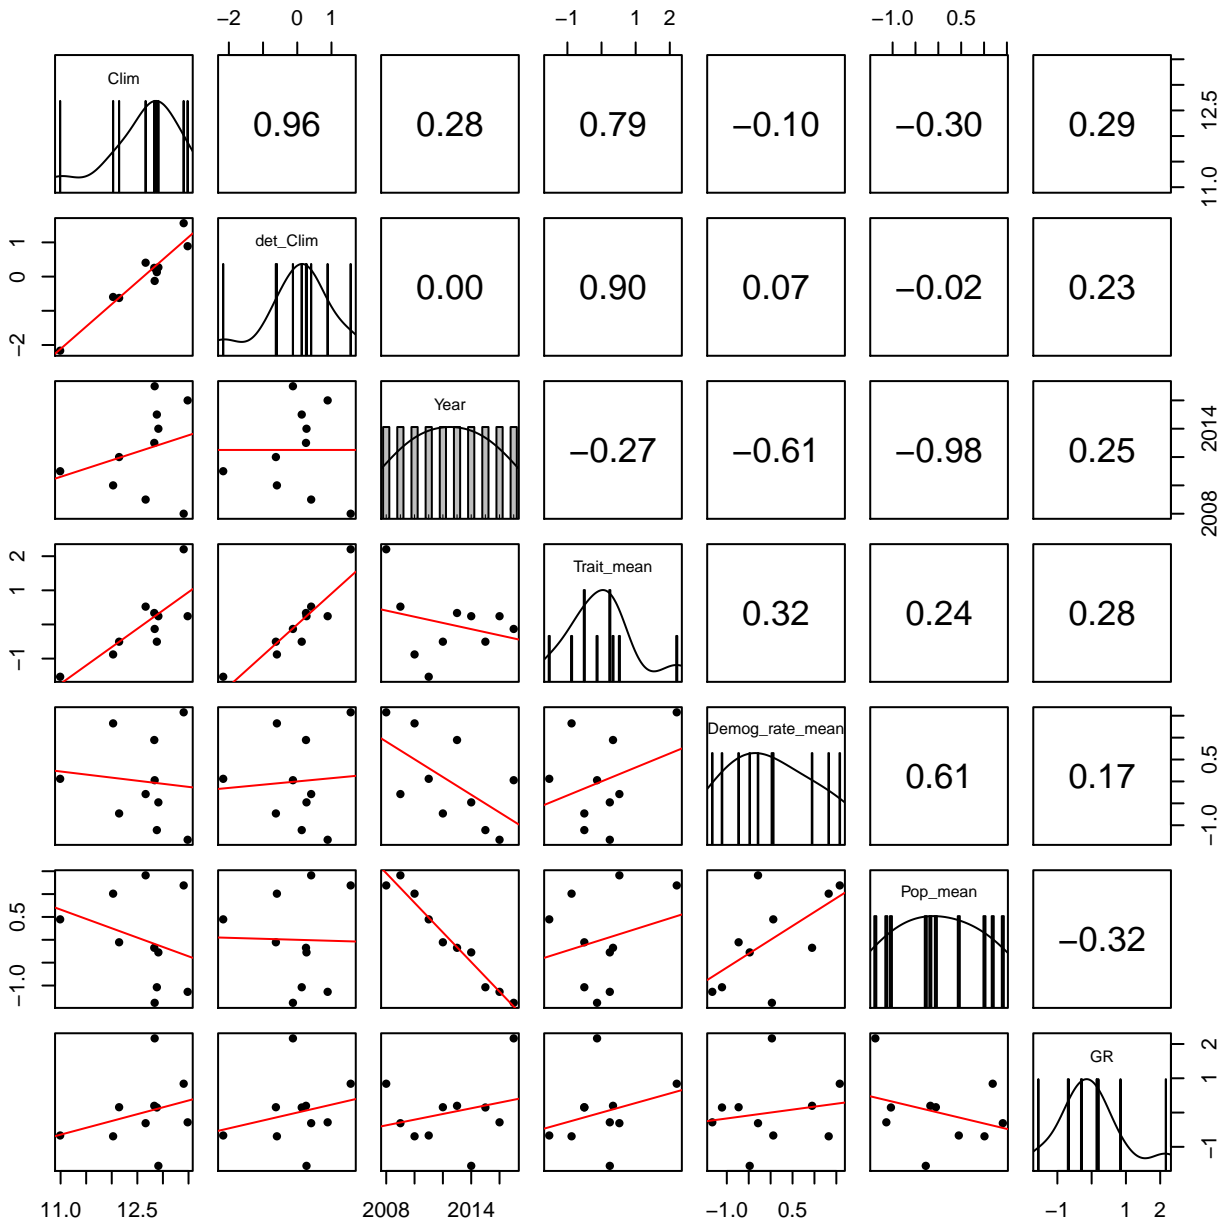 −2 0 1 −1 1 2 −1.0 0.5
Clim 0.96 0.28 0.79 −0.10 −0.30 0.29 11.0 12.5
−2 0 1 det_Clim 0.00 0.90 0.07 −0.02 0.23
Year −0.27 −0.61 −0.98 0.25 2008 2014
−1 1 2 Trait_mean 0.32 0.24 0.28
Demog_rate_mean 0.61 0.17 −1.0 0.5
−1.0 0.5 Pop_mean −0.32
GR −1 1 2
11.0 12.5 2008 2014 −1.0 0.5 −1 1 2